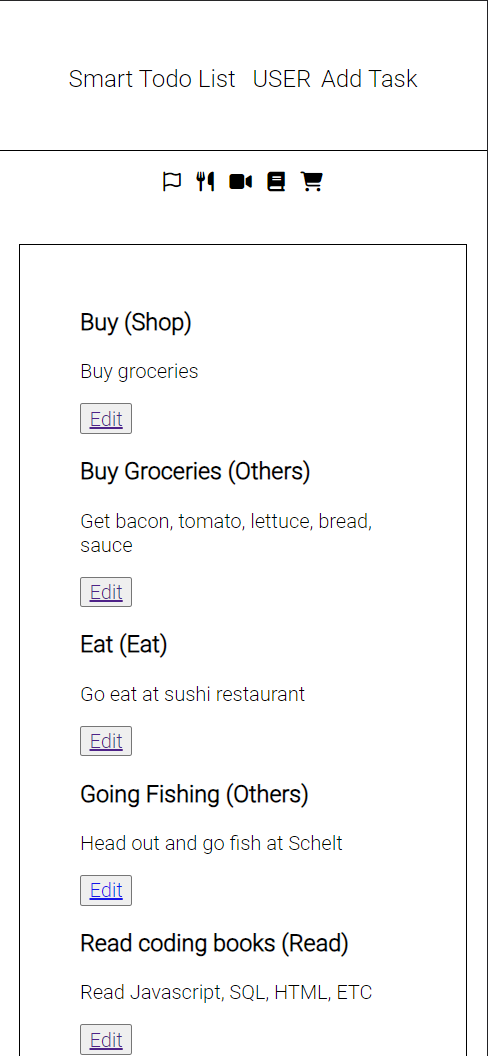 Smart Todo List USER Add Task
Buy (Shop)
Buy groceries
Edit
Buy Groceries (Others)
Get bacon, tomato, lettuce, bread,
sauce
Edit
Eat (Eat)
Go eat at sushi restaurant
Edit
Going Fishing (Others)
Head out and go fish at Schelt
Edit
Read coding books (Read)
Read Javascript, SQL, HTML, ETC
Edit